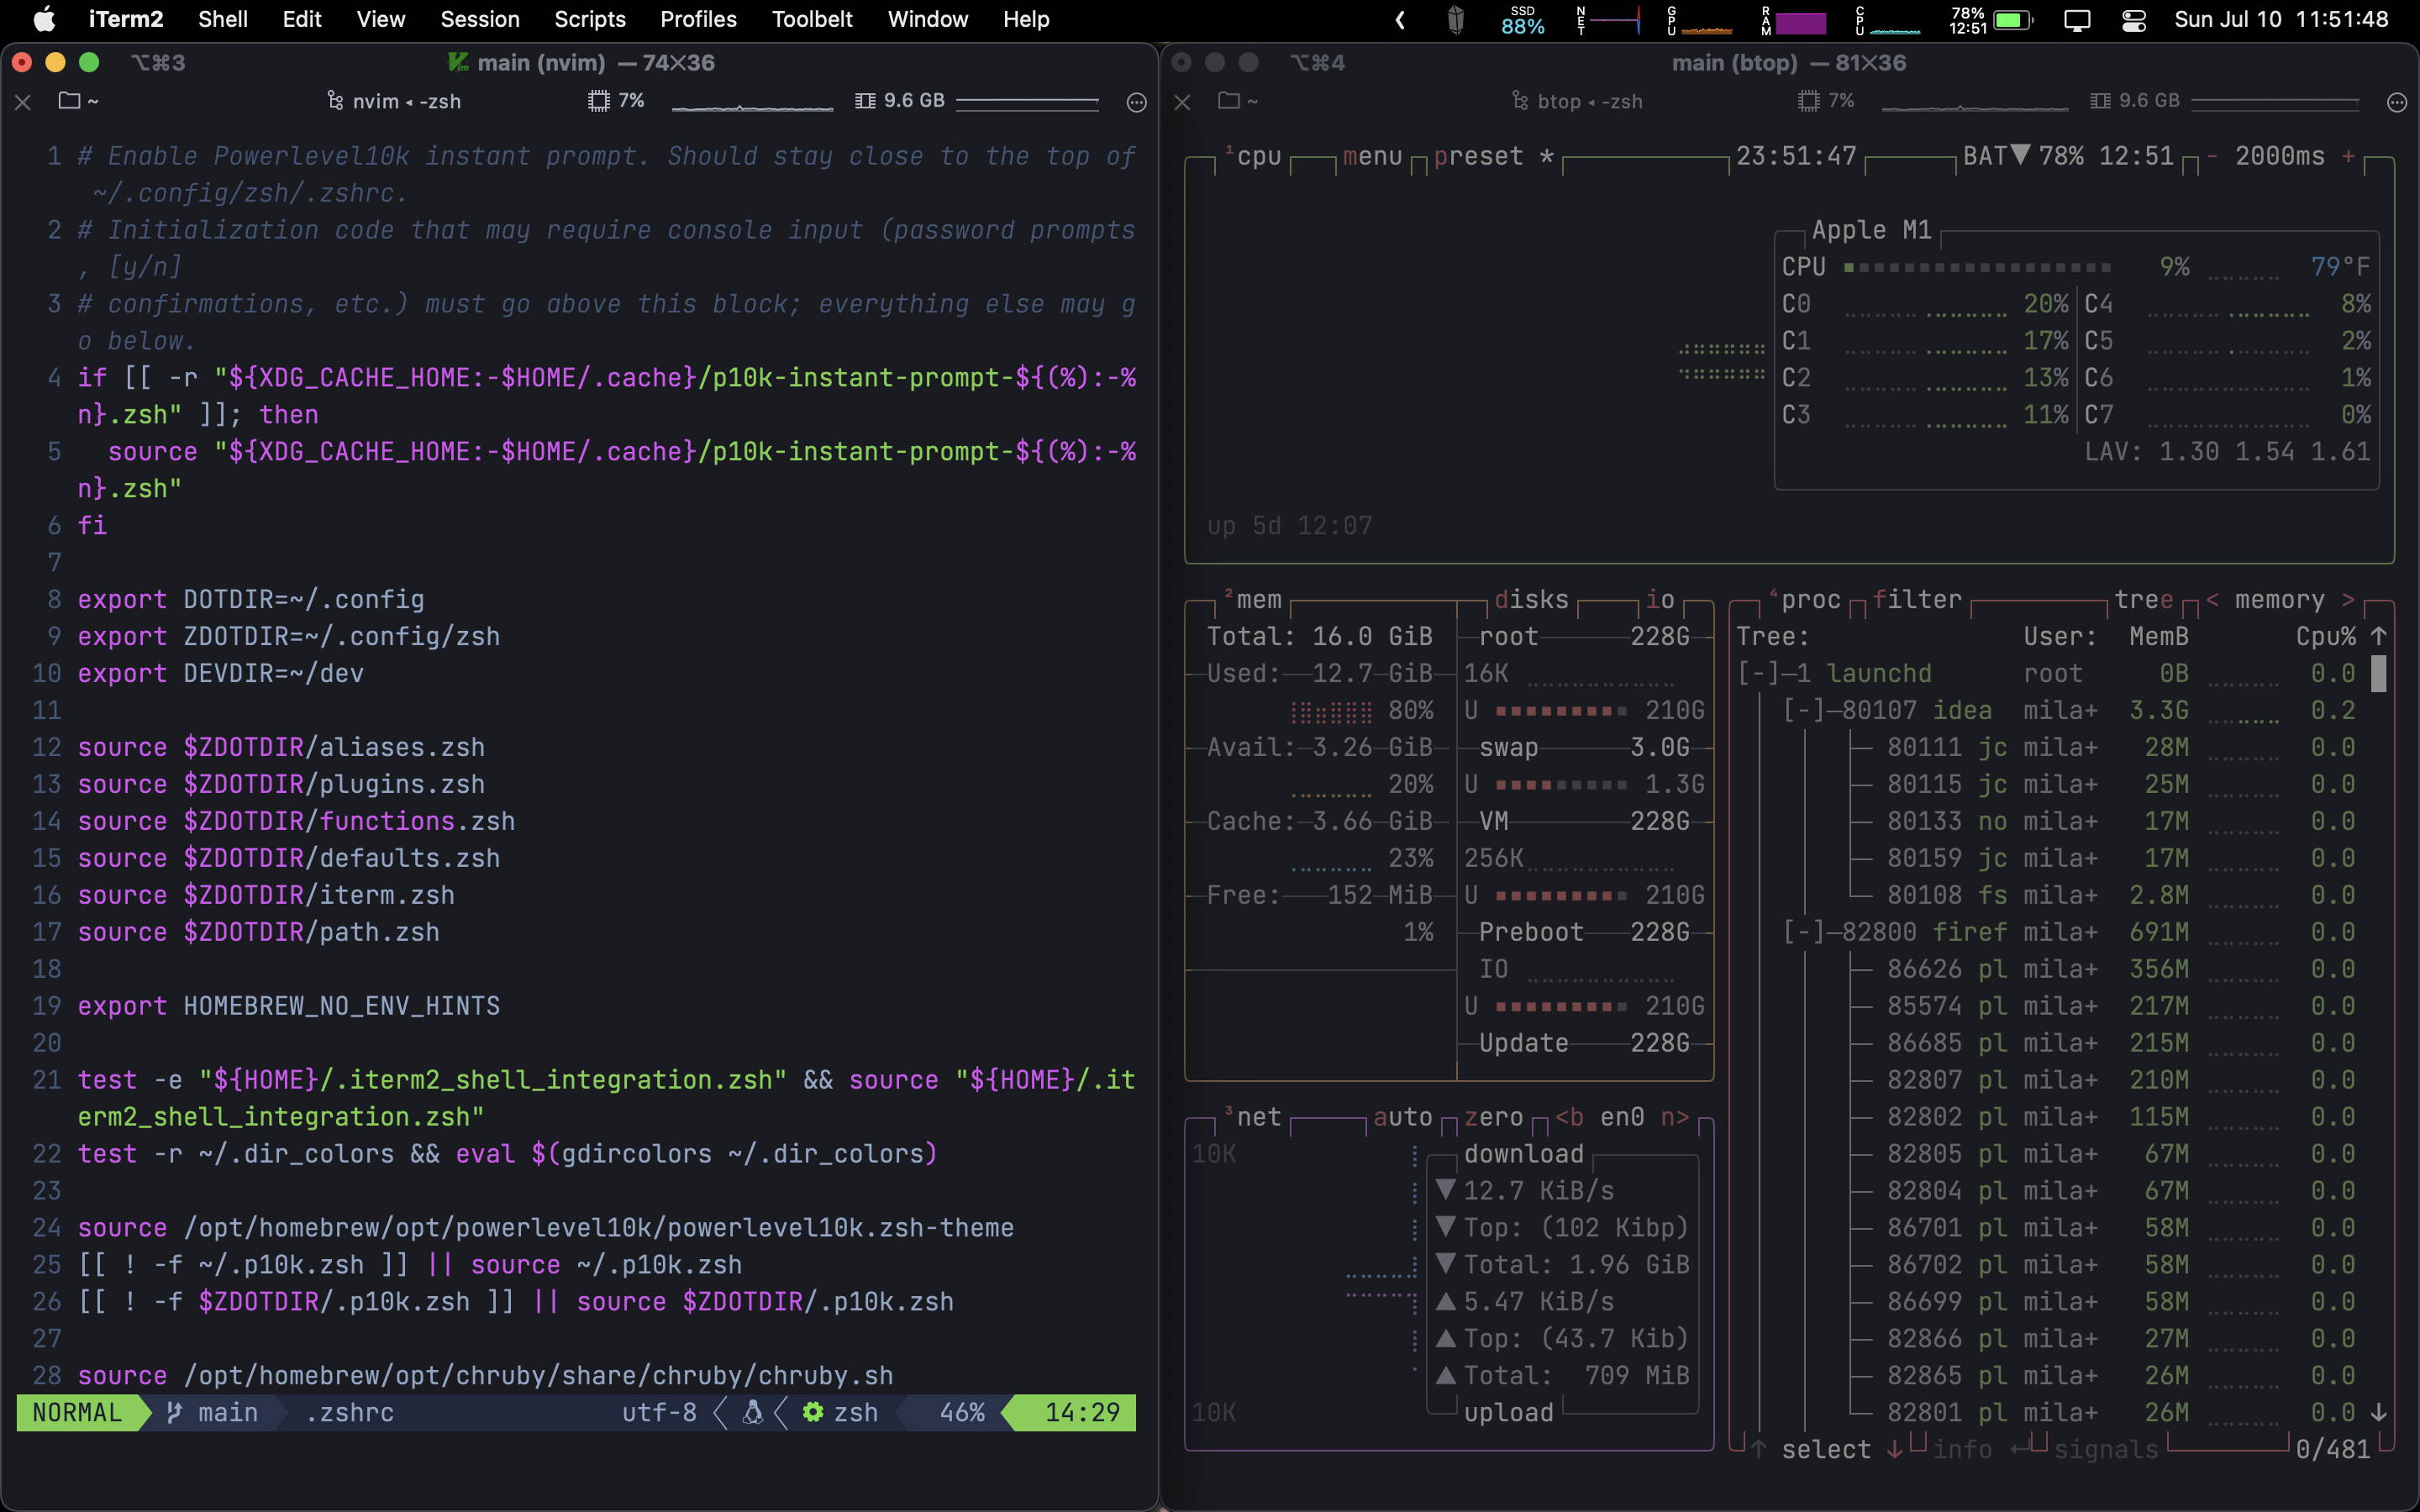 iTerm2 Shell Edit View Session Scripts Profiles Toolbelt Window Help
SSD 88% NET GPU RAM CPU 78% 12:51 Sun Jul 10 11:51:48
⌥⌘3 main (nvim) — 74✕36
~ nvim ◂ -zsh 7% 9.6 GB
1 # Enable Powerlevel10k instant prompt. Should stay close to the top of
~/.config/zsh/.zshrc.
2 # Initialization code that may require console input (password prompts
, [y/n]
3 # confirmations, etc.) must go above this block; everything else may g
o below.
4 if [[ -r "${XDG_CACHE_HOME:-$HOME/.cache}/p10k-instant-prompt-${(%):-%
n}.zsh" ]]; then
5   source "${XDG_CACHE_HOME:-$HOME/.cache}/p10k-instant-prompt-${(%):-%
n}.zsh"
6 fi
7
8 export DOTDIR=~/.config
9 export ZDOTDIR=~/.config/zsh
10 export DEVDIR=~/dev
11
12 source $ZDOTDIR/aliases.zsh
13 source $ZDOTDIR/plugins.zsh
14 source $ZDOTDIR/functions.zsh
15 source $ZDOTDIR/defaults.zsh
16 source $ZDOTDIR/iterm.zsh
17 source $ZDOTDIR/path.zsh
18
19 export HOMEBREW_NO_ENV_HINTS
20
21 test -e "${HOME}/.iterm2_shell_integration.zsh" && source "${HOME}/.it
erm2_shell_integration.zsh"
22 test -r ~/.dir_colors && eval $(gdircolors ~/.dir_colors)
23
24 source /opt/homebrew/opt/powerlevel10k/powerlevel10k.zsh-theme
25 [[ ! -f ~/.p10k.zsh ]] || source ~/.p10k.zsh
26 [[ ! -f $ZDOTDIR/.p10k.zsh ]] || source $ZDOTDIR/.p10k.zsh
27
28 source /opt/homebrew/opt/chruby/share/chruby/chruby.sh
NORMAL main .zshrc utf-8 zsh 46% 14:29
⌥⌘4 main (btop) — 81✕36
~ btop ◂ -zsh 7% 9.6 GB
¹cpu menu preset * 23:51:47 BAT▼ 78% 12:51 - 2000ms +
Apple M1
CPU 9% 79°F
C0 20% C4 8%
C1 17% C5 2%
C2 13% C6 1%
C3 11% C7 0%
LAV: 1.30 1.54 1.61
up 5d 12:07
²mem disks io
Total: 16.0 GiB
Used: 12.7 GiB
80%
Avail: 3.26 GiB
20%
Cache: 3.66 GiB
23%
Free: 152 MiB
1%
root 228G
16K
U 210G
swap 3.0G
U 1.3G
VM 228G
256K
U 210G
Preboot 228G
IO
U 210G
Update 228G
³net auto zero <b en0 n>
10K
download
▼ 12.7 KiB/s
▼ Top: (102 Kibp)
▼ Total: 1.96 GiB
▲ 5.47 KiB/s
▲ Top: (43.7 Kib)
▲ Total: 709 MiB
10K
upload
⁴proc filter tree < memory >
Tree: User: MemB Cpu% ↑
[-]─1 launchd root 0B 0.0
[-]─80107 idea mila+ 3.3G 0.2
80111 jc mila+ 28M 0.0
80115 jc mila+ 25M 0.0
80133 no mila+ 17M 0.0
80159 jc mila+ 17M 0.0
80108 fs mila+ 2.8M 0.0
[-]─82800 firef mila+ 691M 0.0
86626 pl mila+ 356M 0.0
85574 pl mila+ 217M 0.0
86685 pl mila+ 215M 0.0
82807 pl mila+ 210M 0.0
82802 pl mila+ 115M 0.0
82805 pl mila+ 67M 0.0
82804 pl mila+ 67M 0.0
86701 pl mila+ 58M 0.0
86702 pl mila+ 58M 0.0
86699 pl mila+ 58M 0.0
82866 pl mila+ 27M 0.0
82865 pl mila+ 26M 0.0
82801 pl mila+ 26M 0.0 ↓
↑ select ↓ info ↵ signals 0/481